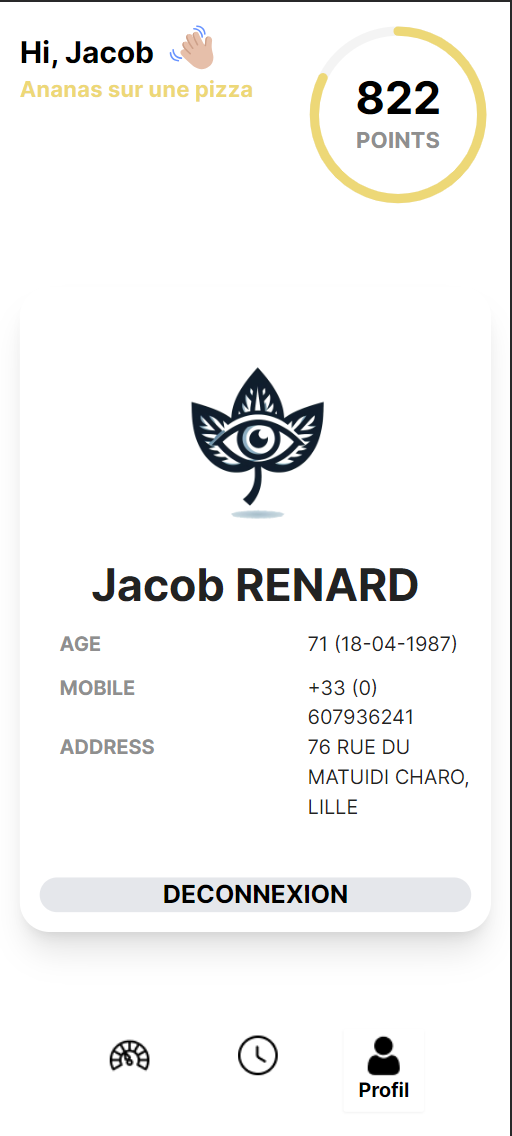 Hi, Jacob
Ananas sur une pizza
822
POINTS
Jacob RENARD
AGE
71 (18-04-1987)
MOBILE
+33 (0)
607936241
ADDRESS
76 RUE DU
MATUIDI CHARO,
LILLE
DECONNEXION
Profil